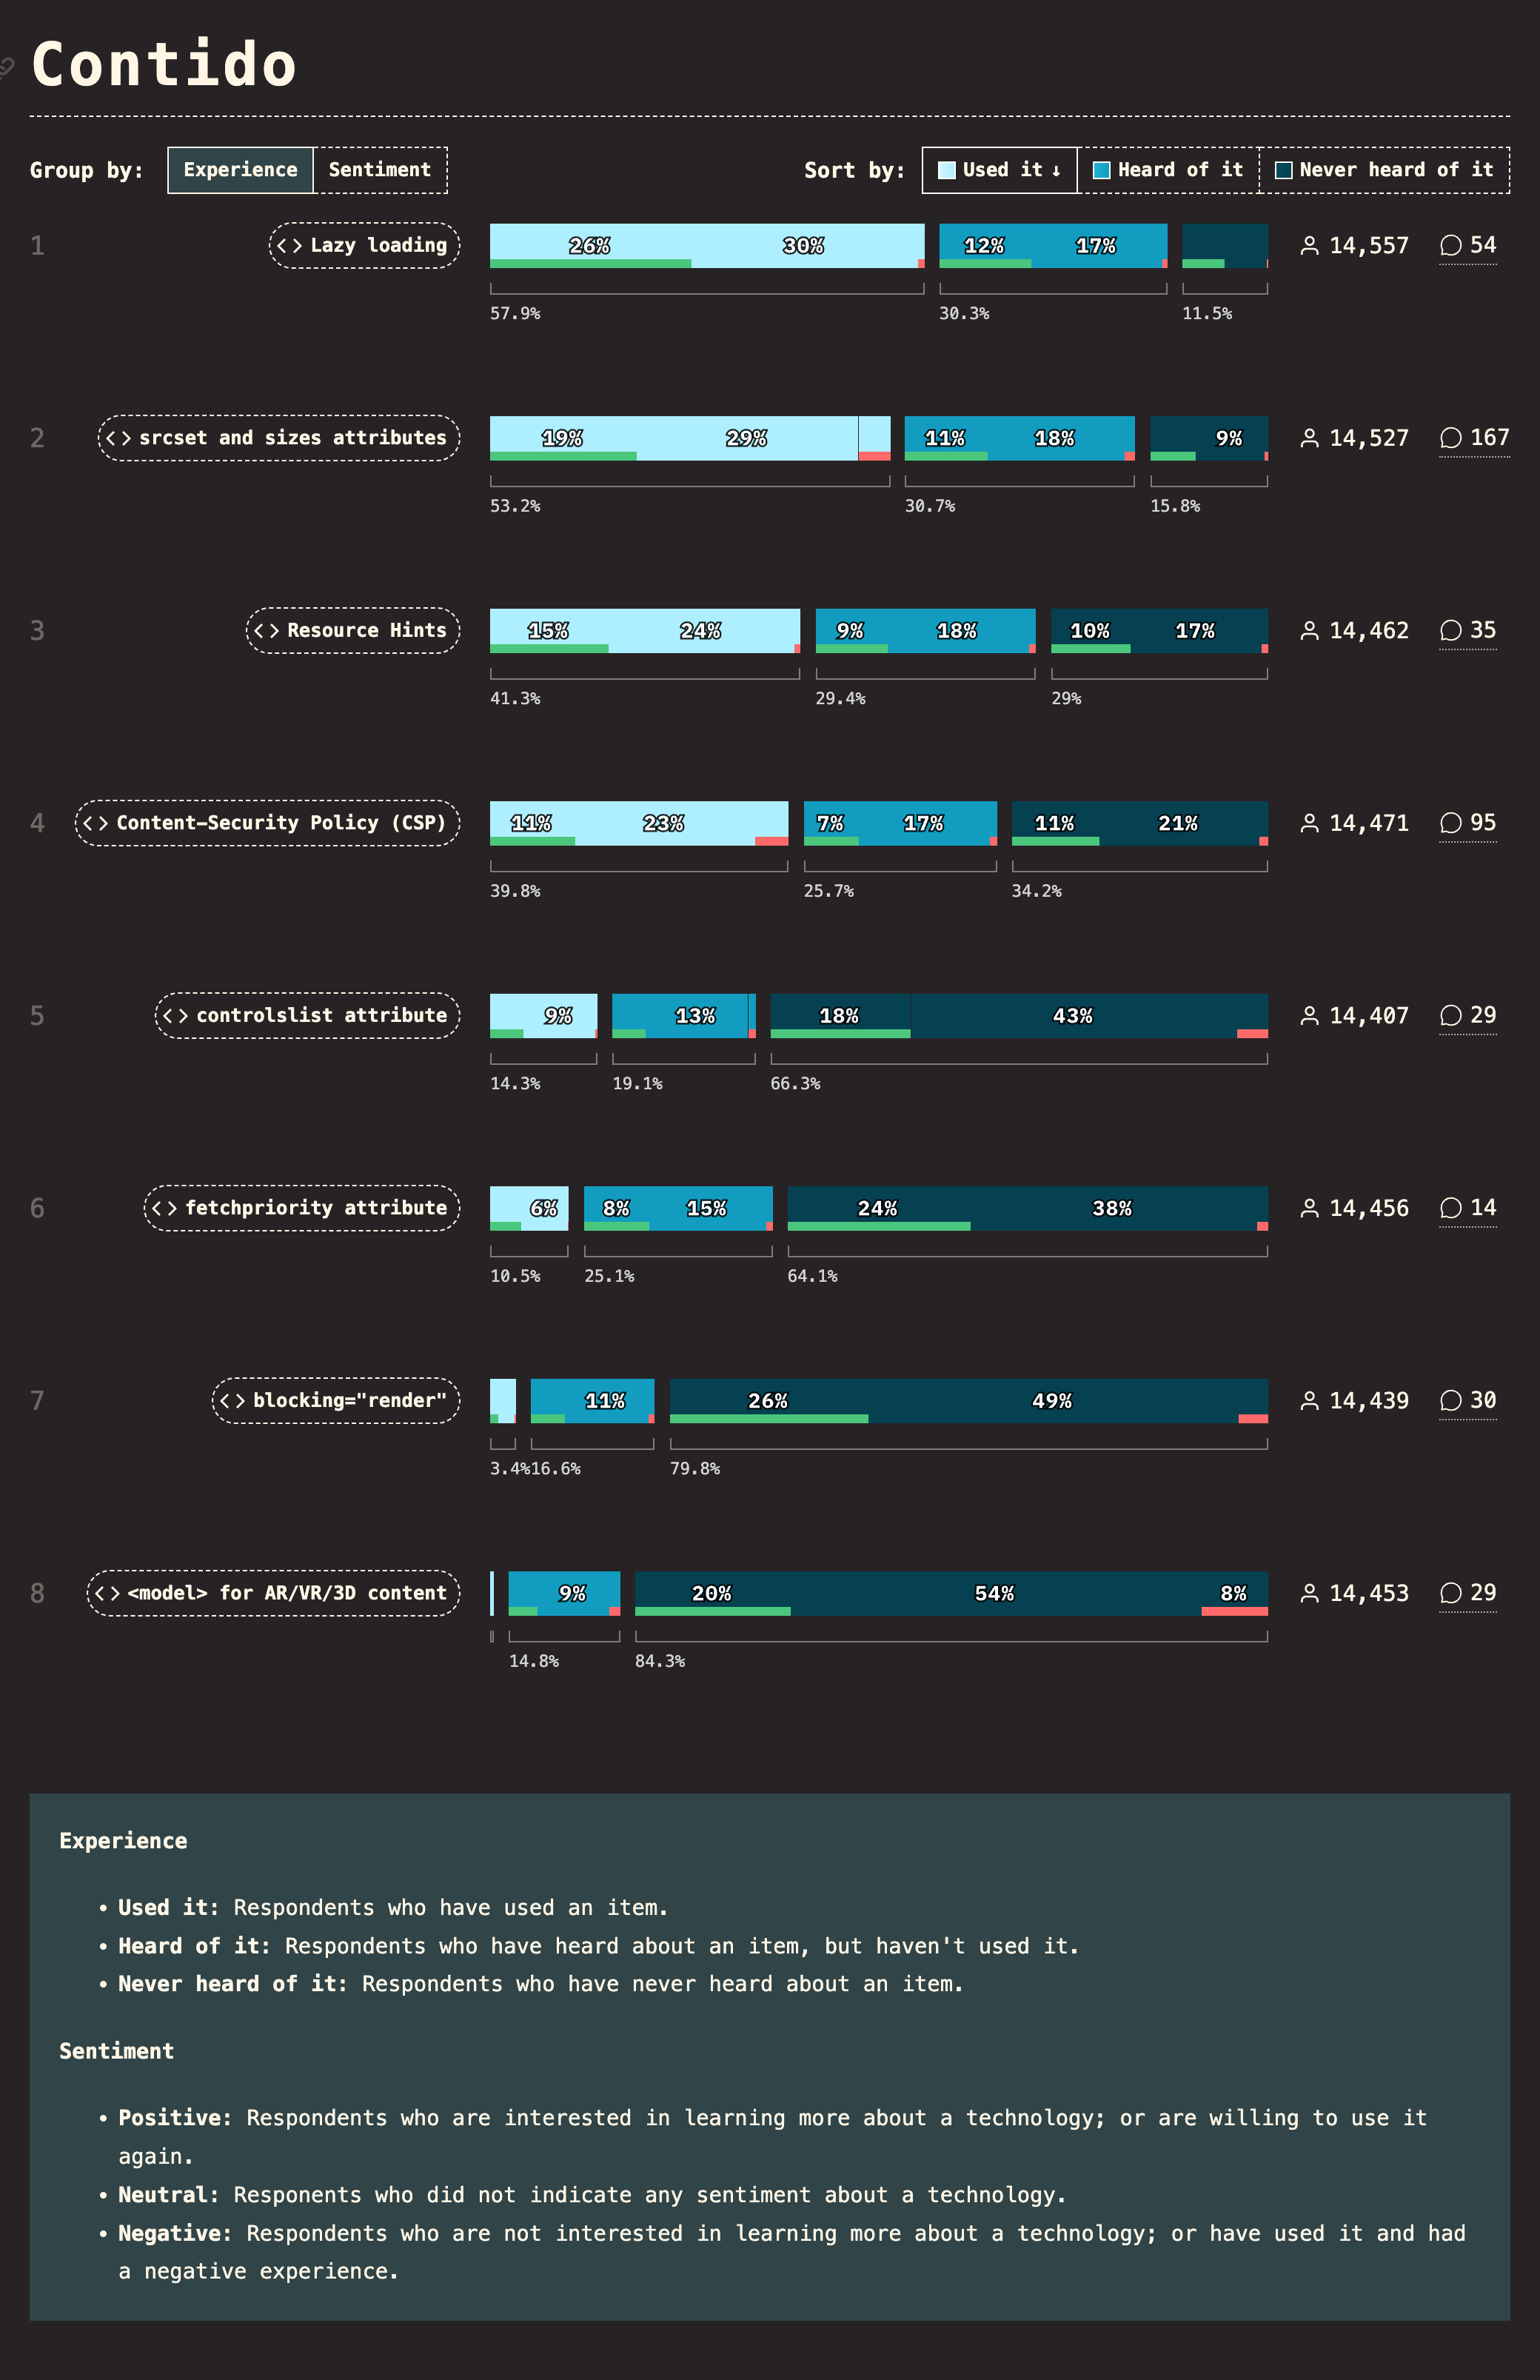 Contido
Group by: Experience Sentiment Sort by: Used it ↓ Heard of it Never heard of it
1 <> Lazy loading 26% 30% 12% 17% 14,557 54
57.9% 30.3% 11.5%
2 <> srcset and sizes attributes 19% 29% 11% 18% 9% 14,527 167
53.2% 30.7% 15.8%
3 <> Resource Hints 15% 24% 9% 18% 10% 17% 14,462 35
41.3% 29.4% 29%
4 <> Content-Security Policy (CSP) 11% 23% 7% 17% 11% 21% 14,471 95
39.8% 25.7% 34.2%
5 <> controlslist attribute 9% 13% 18% 43% 14,407 29
14.3% 19.1% 66.3%
6 <> fetchpriority attribute 6% 8% 15% 24% 38% 14,456 14
10.5% 25.1% 64.1%
7 <> blocking="render" 11% 26% 49% 14,439 30
3.4% 16.6% 79.8%
8 <> <model> for AR/VR/3D content 9% 20% 54% 8% 14,453 29
14.8% 84.3%
Experience
• Used it: Respondents who have used an item.
• Heard of it: Respondents who have heard about an item, but haven't used it.
• Never heard of it: Respondents who have never heard about an item.
Sentiment
• Positive: Respondents who are interested in learning more about a technology; or are willing to use it
again.
• Neutral: Responents who did not indicate any sentiment about a technology.
• Negative: Respondents who are not interested in learning more about a technology; or have used it and had
a negative experience.